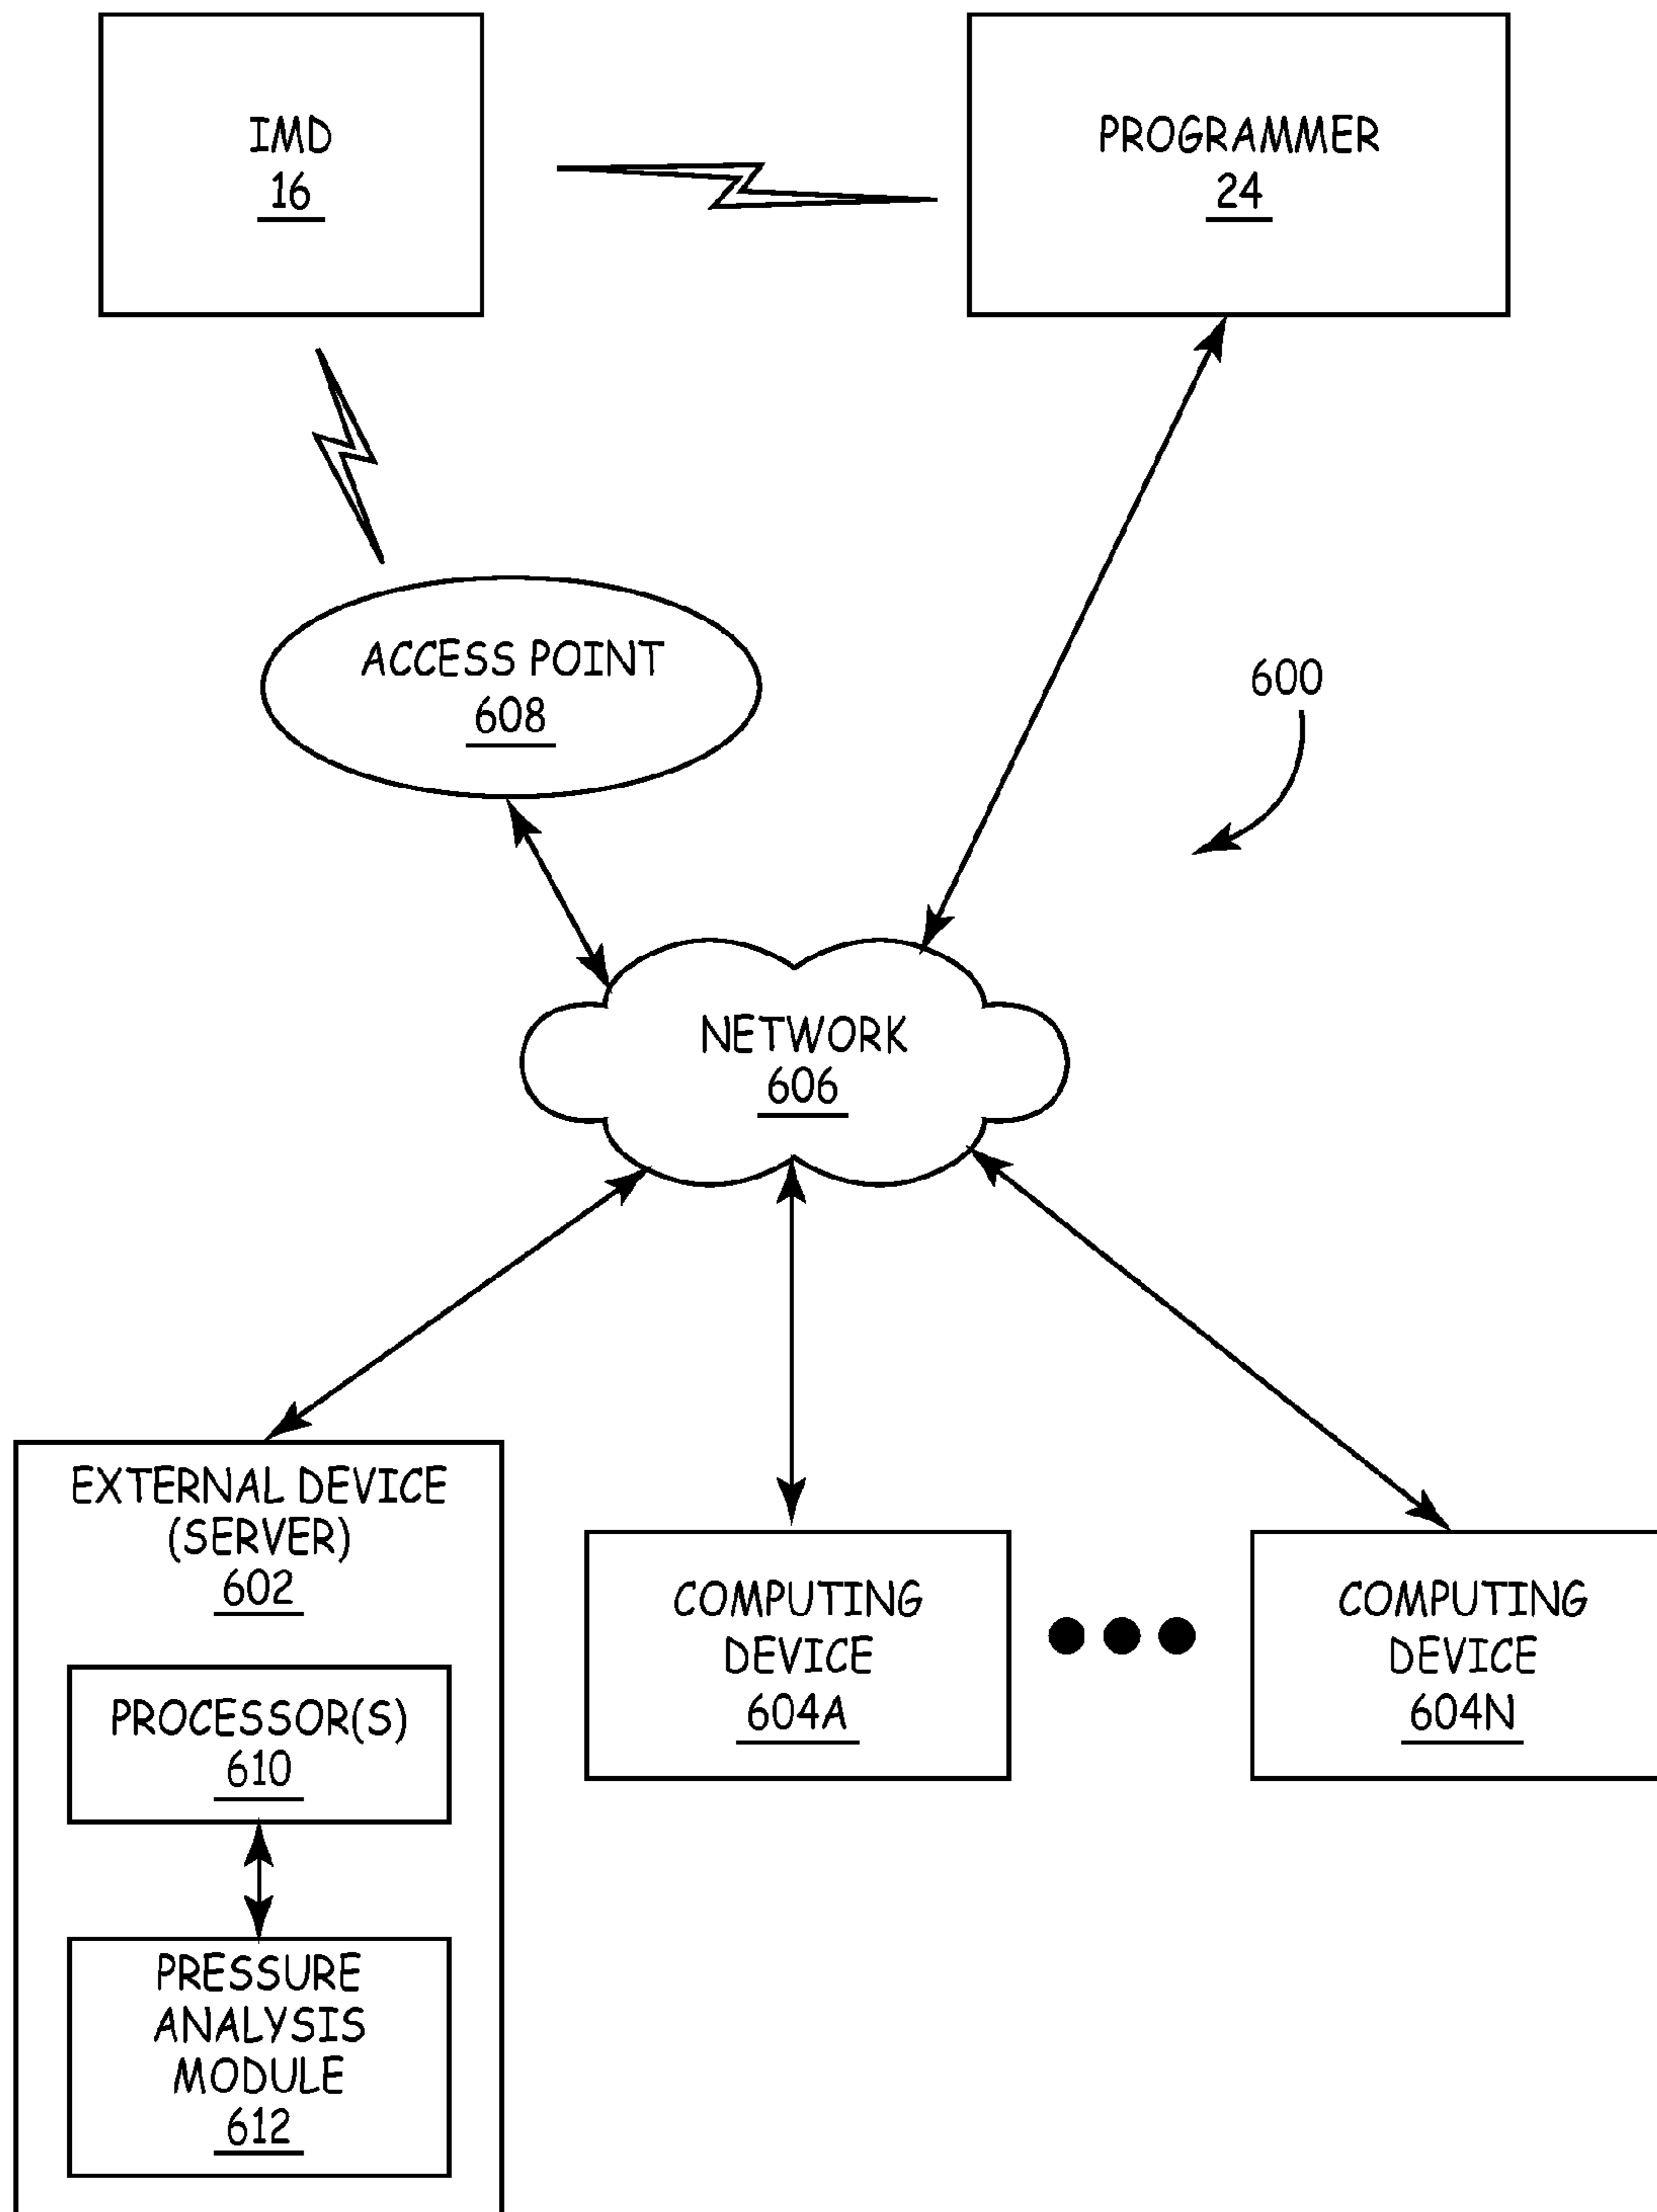 IMD
16
PROGRAMMER
24
ACCESS POINT
608
600
NETWORK
606
EXTERNAL DEVICE
(SERVER)
602
PROCESSOR(S)
610
PRESSURE
ANALYSIS
MODULE
612
COMPUTING
DEVICE
604A
COMPUTING
DEVICE
604N